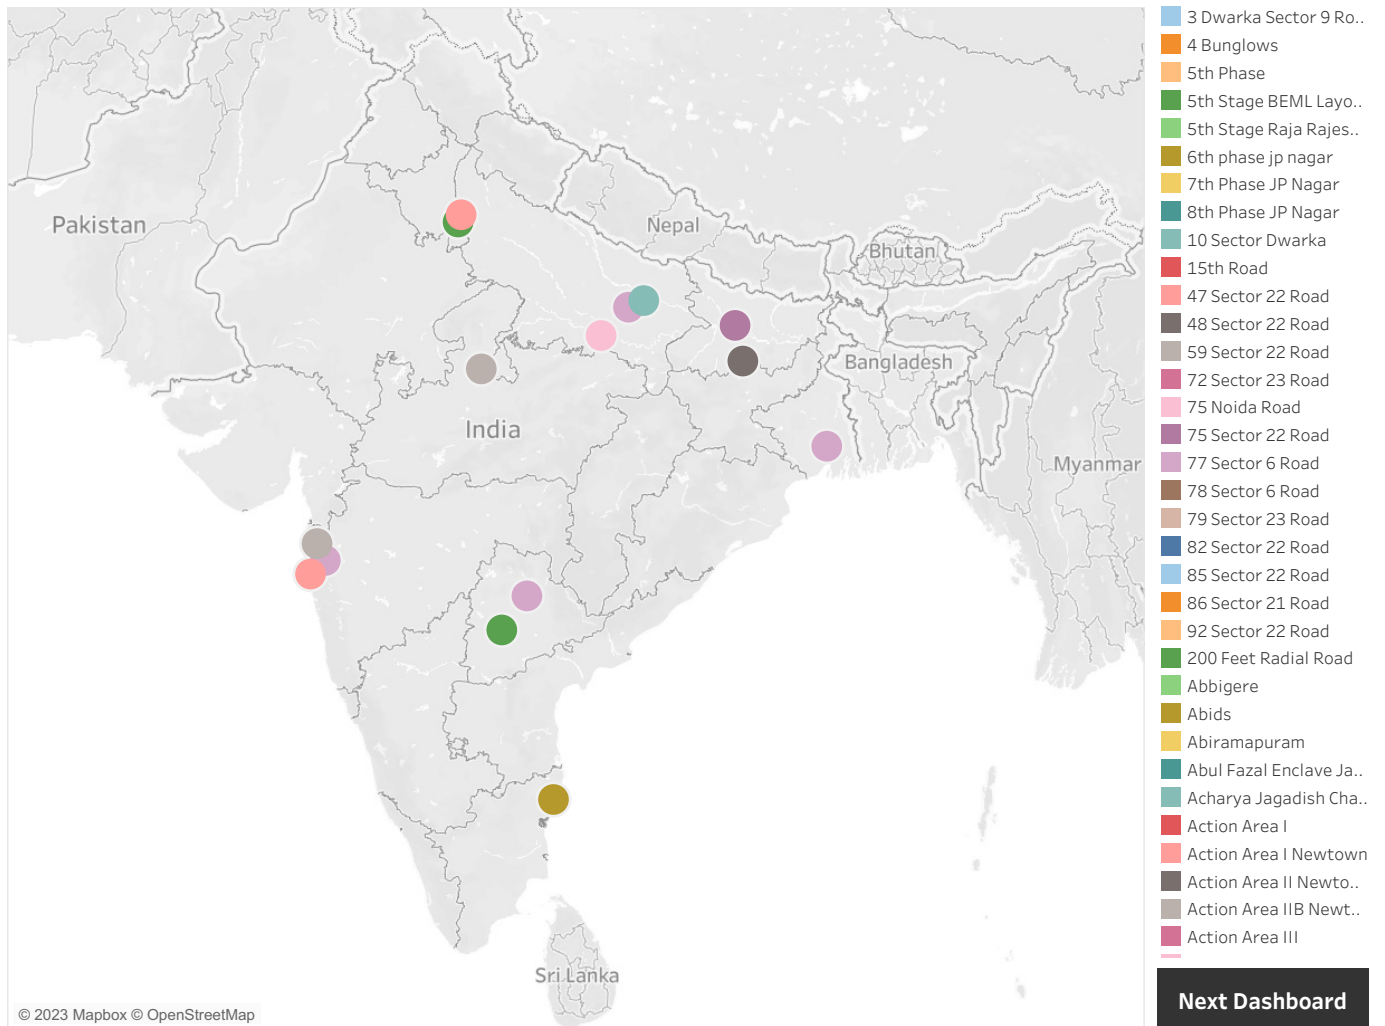 Pakistan
Nepal
Bhutan
Bangladesh
India
Myanmar
Sri Lanka
© 2023 Mapbox © OpenStreetMap
3 Dwarka Sector 9 Ro..
4 Bunglows
5th Phase
5th Stage BEML Layo..
5th Stage Raja Rajes..
6th phase jp nagar
7th Phase JP Nagar
8th Phase JP Nagar
10 Sector Dwarka
15th Road
47 Sector 22 Road
48 Sector 22 Road
59 Sector 22 Road
72 Sector 23 Road
75 Noida Road
75 Sector 22 Road
77 Sector 6 Road
78 Sector 6 Road
79 Sector 23 Road
82 Sector 22 Road
85 Sector 22 Road
86 Sector 21 Road
92 Sector 22 Road
200 Feet Radial Road
Abbigere
Abids
Abiramapuram
Abul Fazal Enclave Ja..
Acharya Jagadish Cha..
Action Area I
Action Area I Newtown
Action Area II Newto..
Action Area IIB Newt..
Action Area III
Next Dashboard